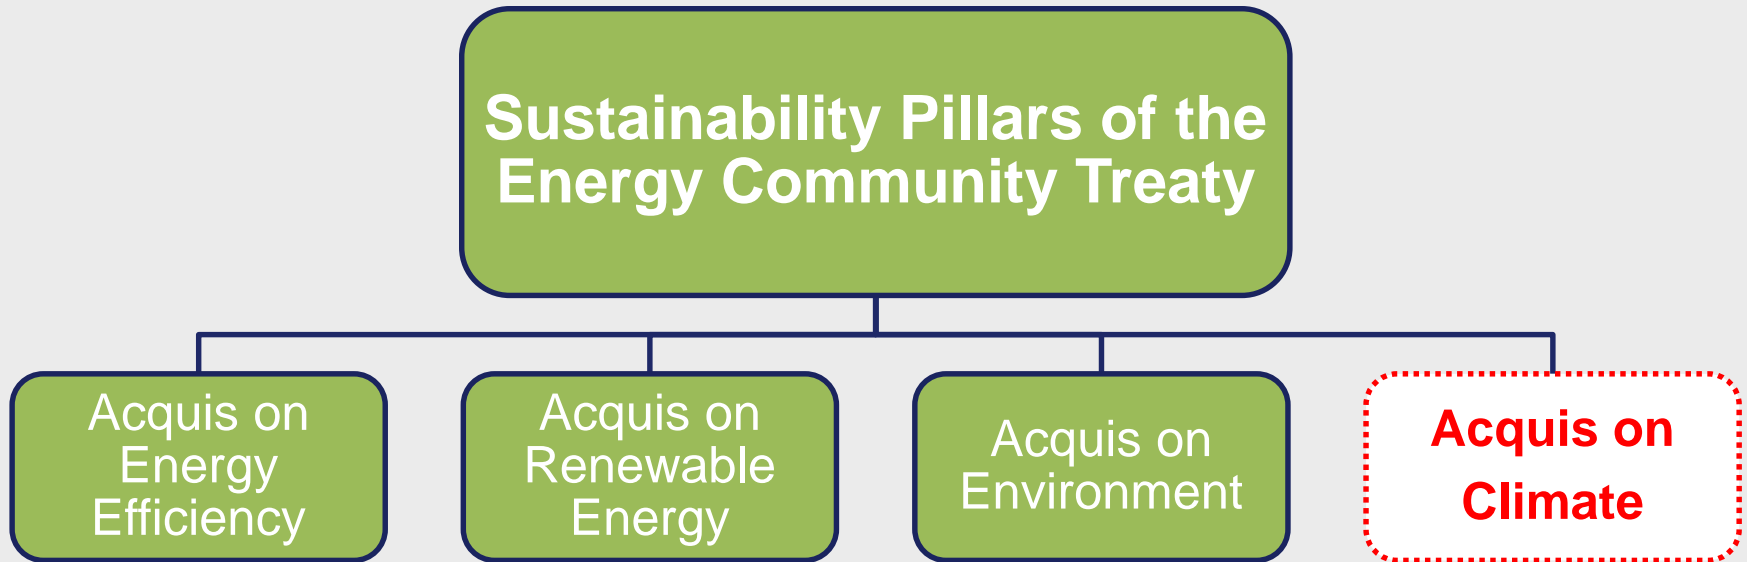 Sustainability Pillars of the
Energy Community Treaty
Acquis on
Energy
Efficiency
Acquis on
Renewable
Energy
Acquis on
Environment
Acquis on
Climate